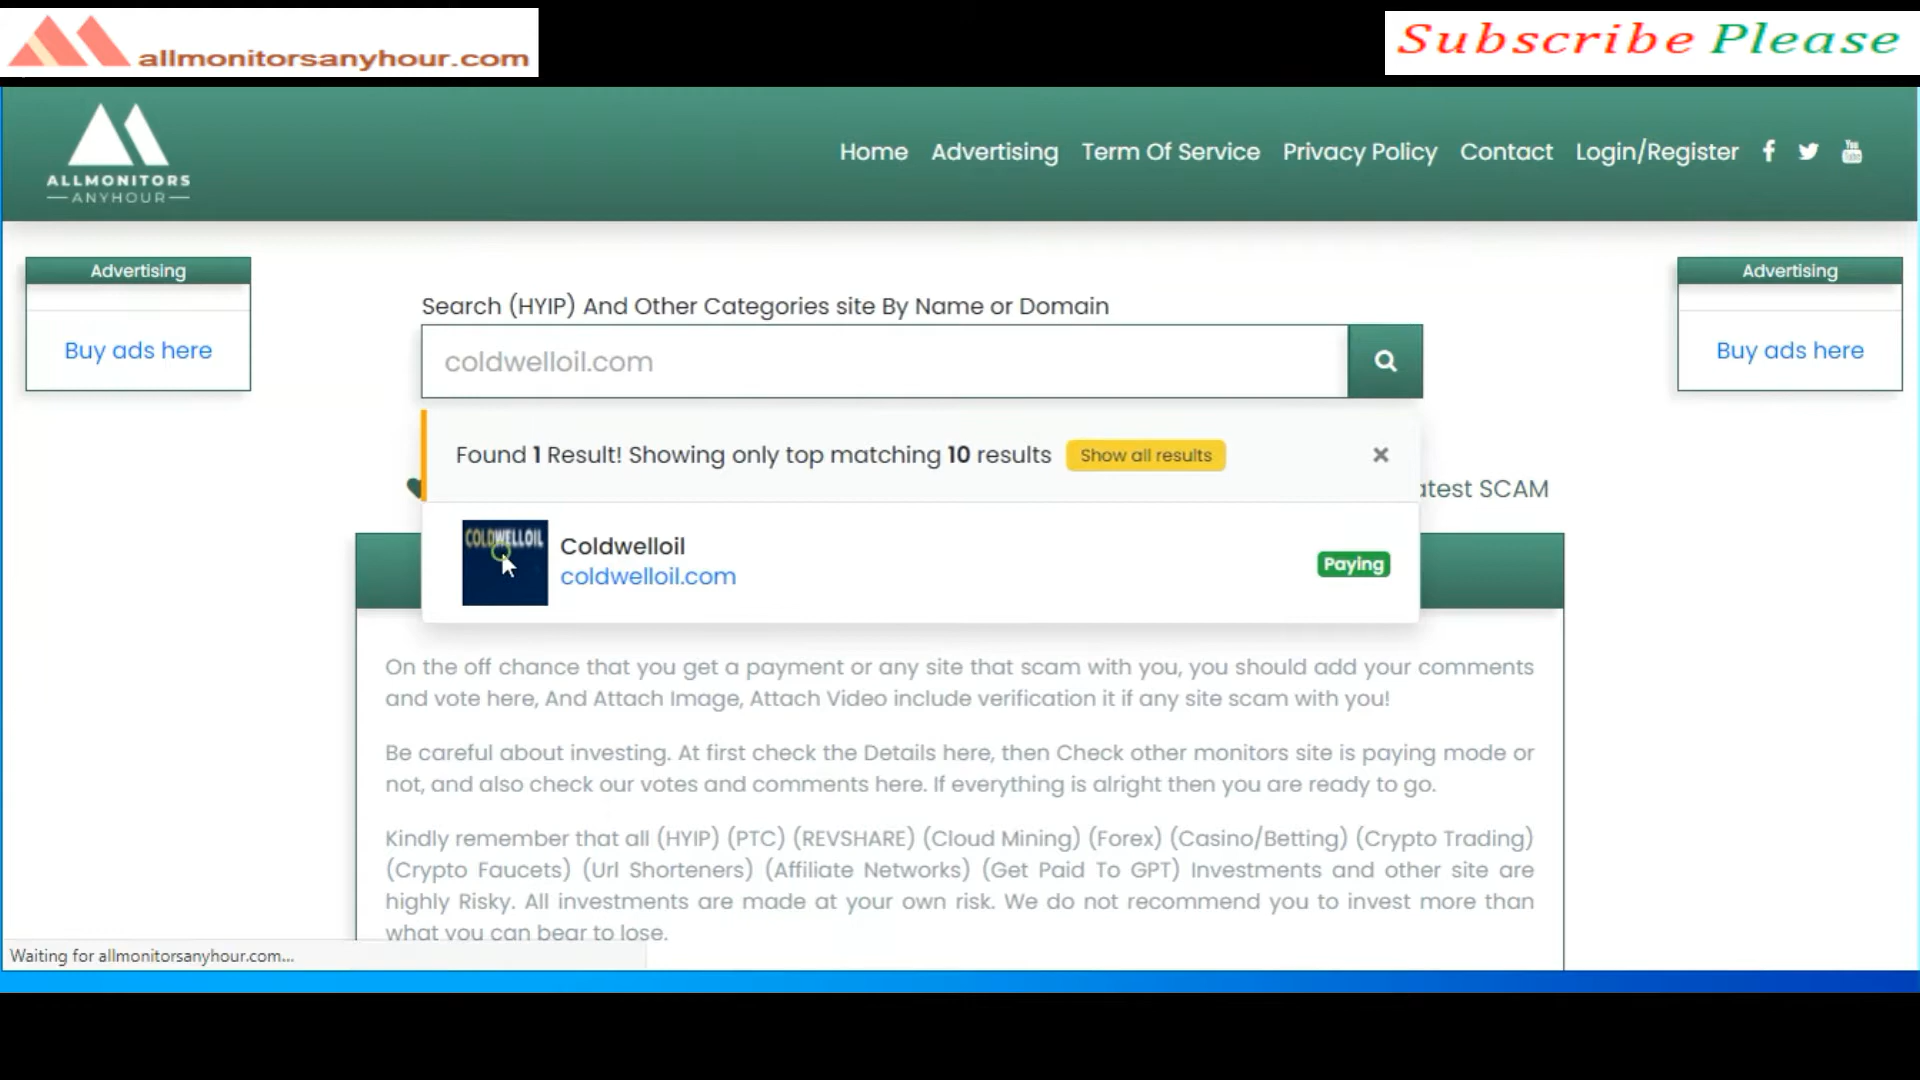 allmonitorsanyhour.com
Subscribe Please
ALLMONITORS
ANYHOUR
Home Advertising Term Of Service Privacy Policy Contact Login/Register
You
Advertising
Buy ads here
Advertising
Buy ads here
Search (HYIP) And Other Categories site By Name or Domain
coldwelloil.com
Found 1 Result! Showing only top matching 10 results Show all results ×
atest SCAM
COLDWELLOIL
Coldwelloil
coldwelloil.com
Paying
On the off chance that you get a payment or any site that scam with you, you should add your comments
and vote here, And Attach Image, Attach Video include verification it if any site scam with you!
Be careful about investing. At first check the Details here, then Check other monitors site is paying mode or
not, and also check our votes and comments here. If everything is alright then you are ready to go.
Kindly remember that all (HYIP) (PTC) (REVSHARE) (Cloud Mining) (Forex) (Casino/Betting) (Crypto Trading)
(Crypto Faucets) (Url Shorteners) (Affiliate Networks) (Get Paid To GPT) Investments and other site are
highly Risky. All investments are made at your own risk. We do not recommend you to invest more than
what you can bear to lose.
Waiting for allmonitorsanyhour.com...